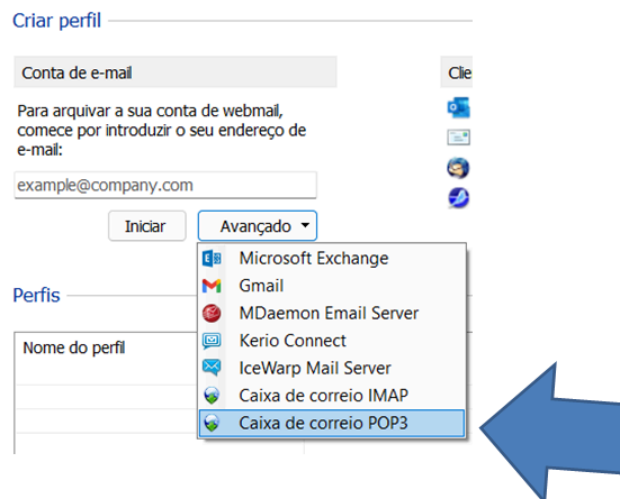 Criar perfil
Conta de e-mail
Clie
Para arquivar a sua conta de webmail,
comece por introduzir o seu endereço de
e-mail:
example@company.com
Iniciar
Avançado
Microsoft Exchange
Gmail
MDaemon Email Server
Kerio Connect
IceWarp Mail Server
Caixa de correio IMAP
Caixa de correio POP3
Perfis
Nome do perfil